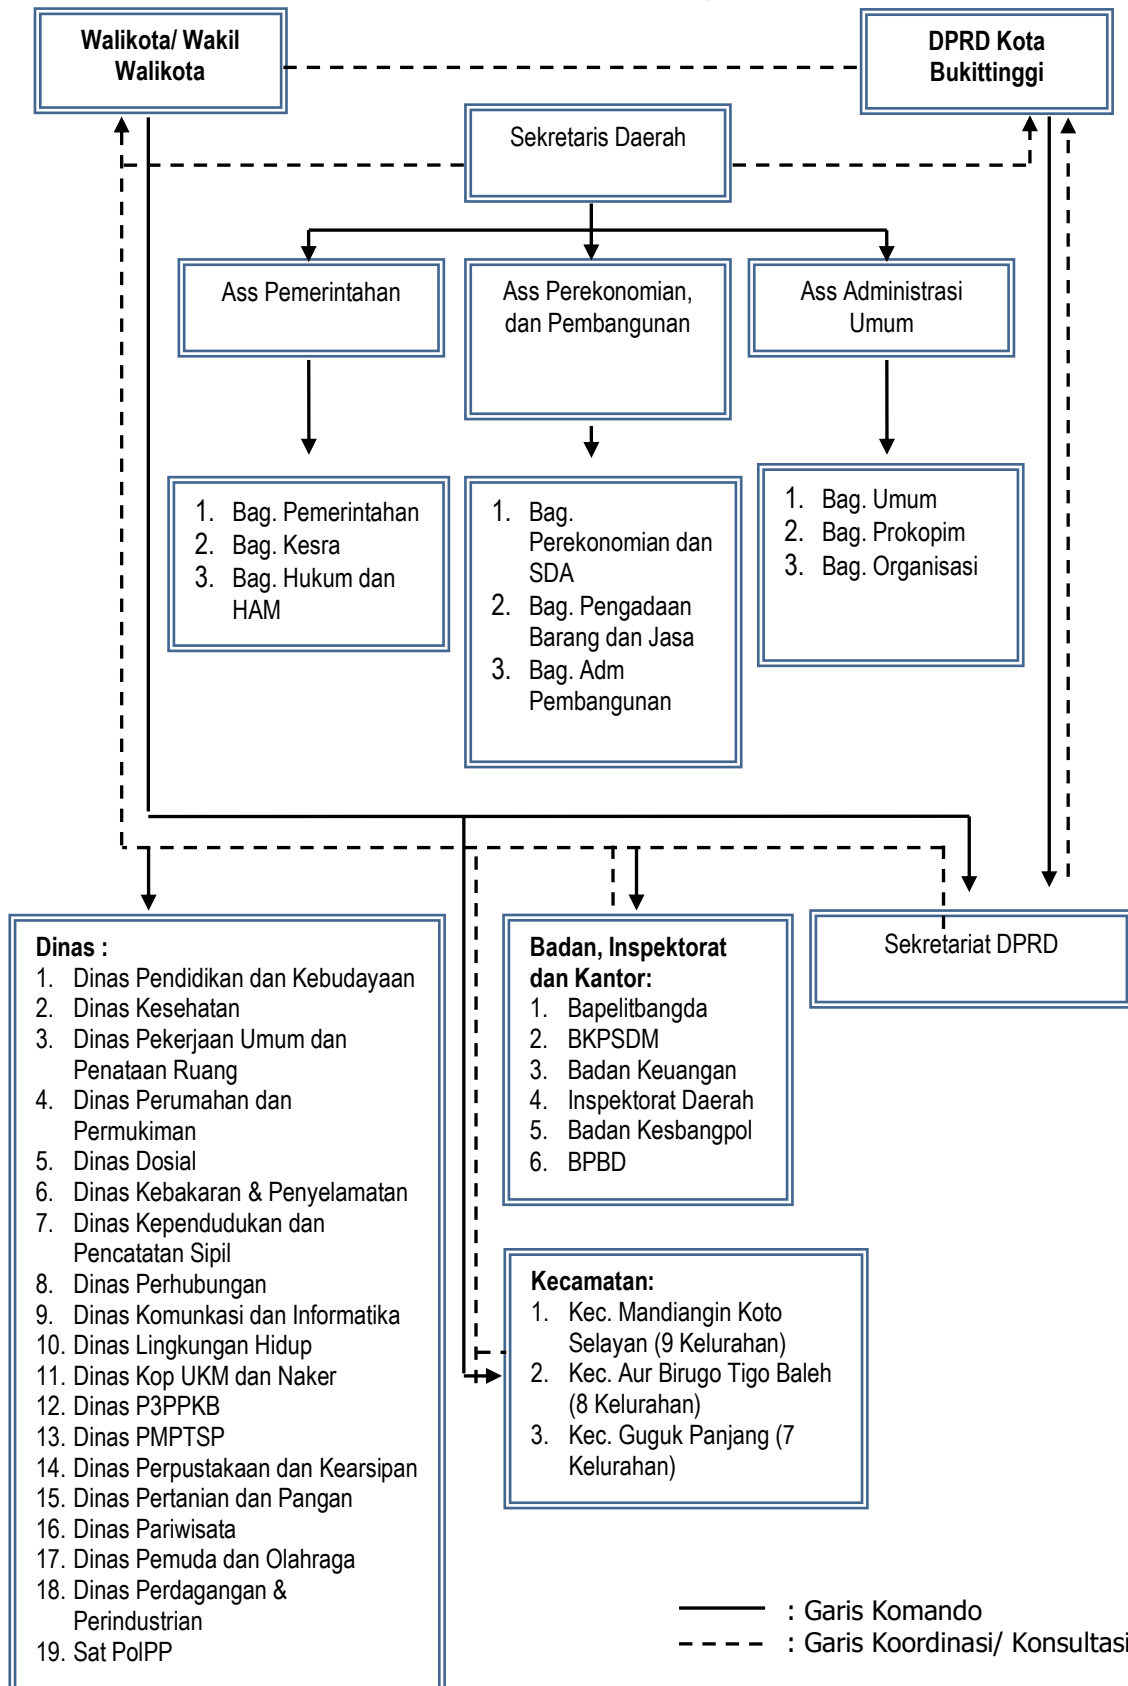 Walikota/ Wakil
Walikota
DPRD Kota
Bukittinggi
Sekretaris Daerah
Ass Pemerintahan
Ass Perekonomian,
dan Pembangunan
Ass Administrasi
Umum
1. Bag. Pemerintahan
2. Bag. Kesra
3. Bag. Hukum dan
HAM
1. Bag.
Perekonomian dan
SDA
2. Bag. Pengadaan
Barang dan Jasa
3. Bag. Adm
Pembangunan
1. Bag. Umum
2. Bag. Prokopim
3. Bag. Organisasi
Dinas :
1. Dinas Pendidikan dan Kebudayaan
2. Dinas Kesehatan
3. Dinas Pekerjaan Umum dan
Penataan Ruang
4. Dinas Perumahan dan
Permukiman
5. Dinas Dosial
6. Dinas Kebakaran & Penyelamatan
7. Dinas Kependudukan dan
Pencatatan Sipil
8. Dinas Perhubungan
9. Dinas Komunkasi dan Informatika
10. Dinas Lingkungan Hidup
11. Dinas Kop UKM dan Naker
12. Dinas P3PPKB
13. Dinas PMPTSP
14. Dinas Perpustakaan dan Kearsipan
15. Dinas Pertanian dan Pangan
16. Dinas Pariwisata
17. Dinas Pemuda dan Olahraga
18. Dinas Perdagangan &
Perindustrian
19. Sat PolPP
Badan, Inspektorat
dan Kantor:
1. Bapelitbangda
2. BKPSDM
3. Badan Keuangan
4. Inspektorat Daerah
5. Badan Kesbangpol
6. BPBD
Sekretariat DPRD
Kecamatan:
1. Kec. Mandiangin Koto
Selayan (9 Kelurahan)
2. Kec. Aur Birugo Tigo Baleh
(8 Kelurahan)
3. Kec. Guguk Panjang (7
Kelurahan)
: Garis Komando
: Garis Koordinasi/ Konsultasi